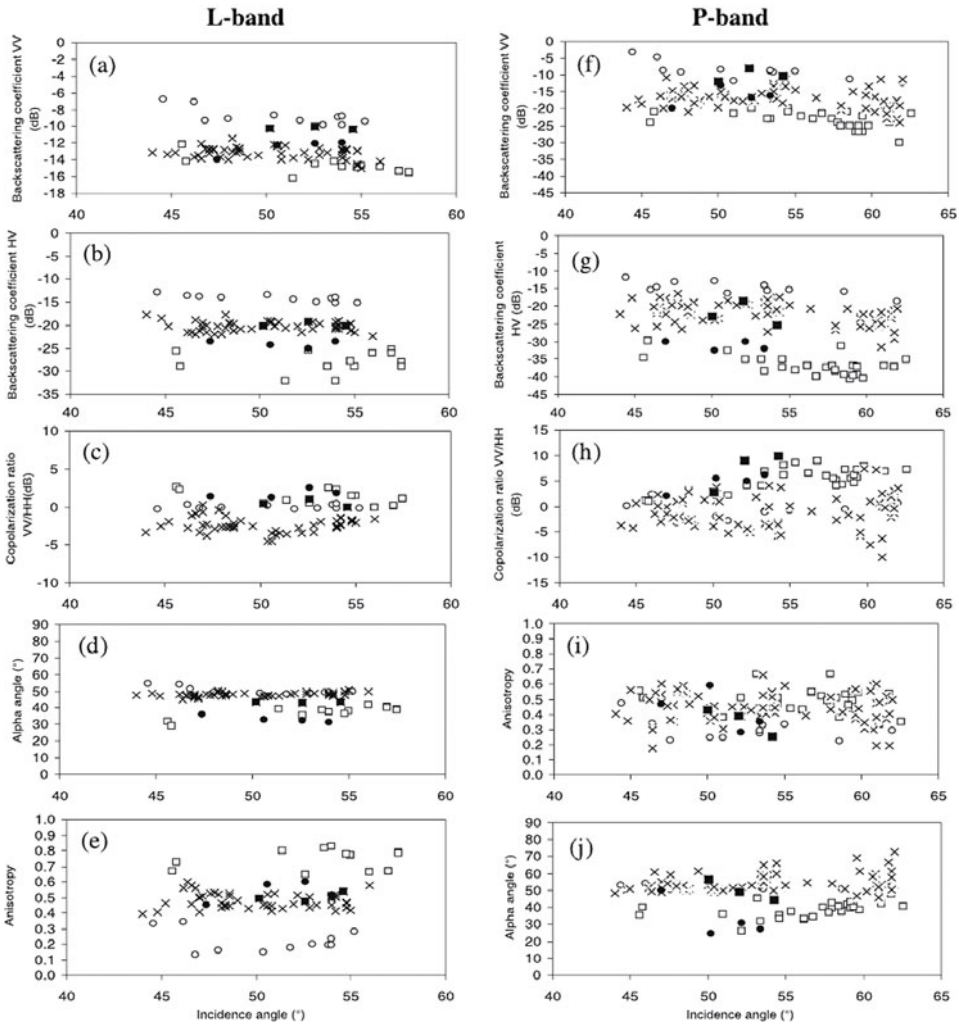 L-band
P-band
Backscattering coefficient VV
(dB)
(a)
0
-2
-4
-6
-8
-10
-12
-14
-16
-18
40 45 50 55 60
Backscattering coefficient HV
(dB)
(b)
0
-5
-10
-15
-20
-25
-30
-35
40 45 50 55 60
Copolarization ratio
VV/HH(dB)
(c)
10
5
0
-5
-10
40 45 50 55 60
Alpha angle (°)
(d)
90
80
70
60
50
40
30
20
10
0
40 45 50 55 60
Anisotropy
(e)
1.0
0.9
0.8
0.7
0.6
0.5
0.4
0.3
0.2
0.1
0.0
40 45 50 55 60
Incidence angle (°)
Backscattering coefficient VV
(dB)
(f)
0
-5
-10
-15
-20
-25
-30
-35
-40
-45
40 45 50 55 60 65
Backscattering coefficient
HV (dB)
(g)
0
-5
-10
-15
-20
-25
-30
-35
-40
-45
40 45 50 55 60 65
Copolarization ratio VV/HH
(dB)
(h)
15
10
5
0
-5
-10
-15
40 45 50 55 60 65
Anisotropy
(i)
1.0
0.9
0.8
0.7
0.6
0.5
0.4
0.3
0.2
0.1
0.0
40 45 50 55 60 65
Alpha angle (°)
(j)
90
80
70
60
50
40
30
20
10
0
40 45 50 55 60 65
Incidence angle (°)